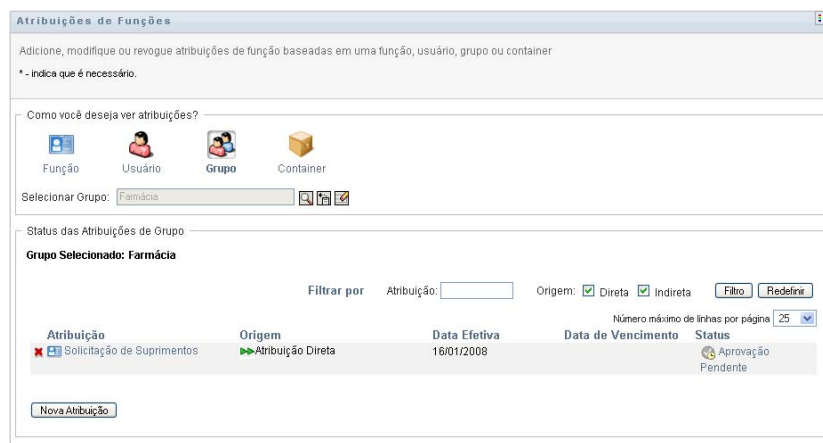 Atribuições de Funções
Adicione, modifique ou revogue atribuições de função baseadas em uma função, usuário, grupo ou container
* - indica que é necessário.
Como você deseja ver atribuições?
Função Usuário Grupo Container
Selecionar Grupo: Farmácia
Status das Atribuições de Grupo
Grupo Selecionado: Farmácia
Filtrar por Atribuição: Origem: Direta Indireta Filtro Redefinir
Número máximo de linhas por página 25
Atribuição Origem Data Efetiva Data de Vencimento Status
Solicitação de Suprimentos Atribuição Direta 16/01/2008 Aprovação
Pendente
Nova Atribuição